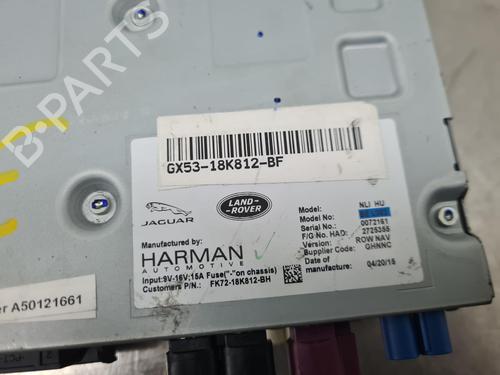 GX53-18K812-BF
JAGUAR
LAND-
ROVER
Manufactured by:
HARMAN
AUTOMOTIVE
Input:9V-16V;15A Fuse("-"on chassis)
Customers P/N.: FK72-18K812-BH
Model: NLI HU
Model No:
Serial No: 0072161
F/G No. HAD: 2725355
Version: ROW NAV
Supplier Code: GHNNC
Date of
manufacture 04/20/15
er A50121661
B-PARTS